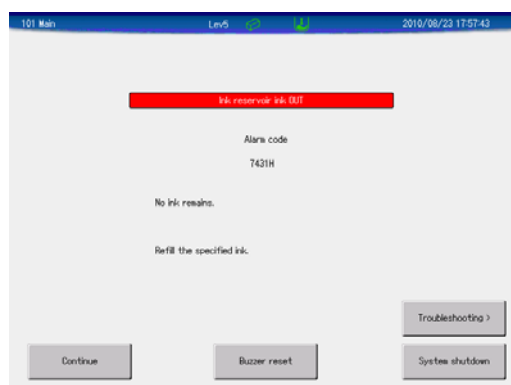 101 Main Lev5 2010/08/23 17:57:43
Ink reservoir ink OUT
Alarm code
7431H
No ink remains.
Refill the specified ink.
Troubleshooting >
Continue Buzzer reset System shutdown